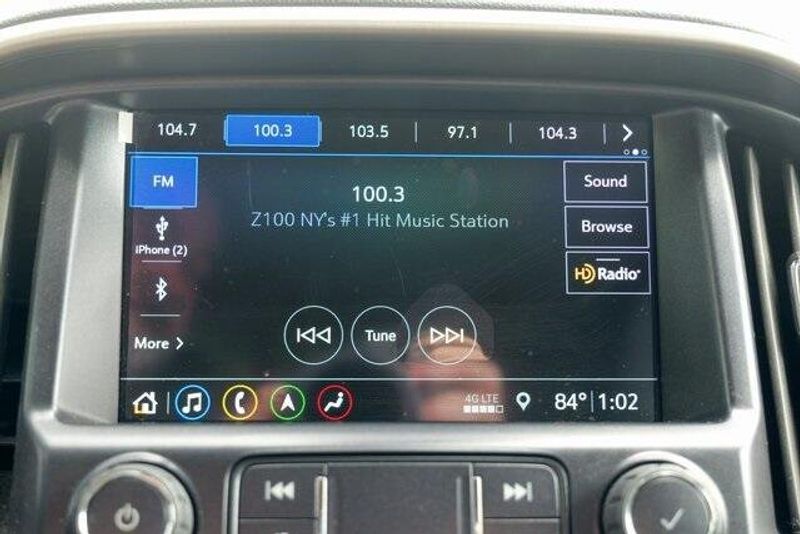 104.7 100.3 103.5 97.1 104.3
FM
100.3
Sound
Z100 NY's #1 Hit Music Station
Browse
iPhone (2)
HD Radio
More
Tune
4G LTE 84° 1:02